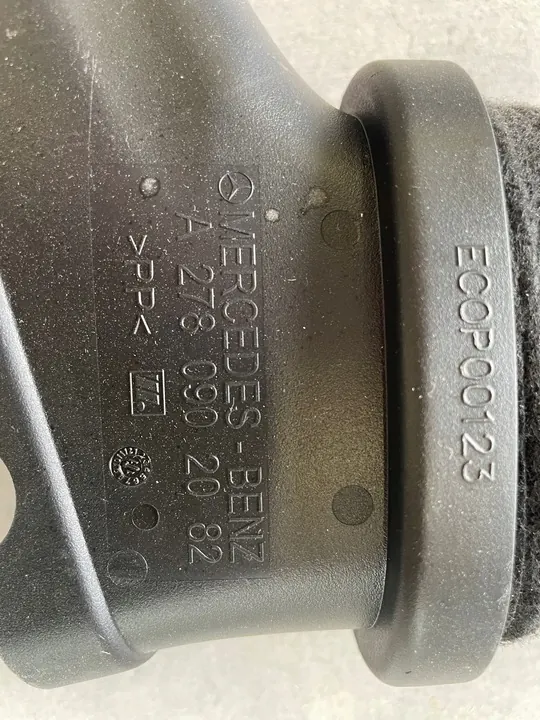 MERCEDES-BENZ
A 278 090 20 82
>PP<
ECOP00123